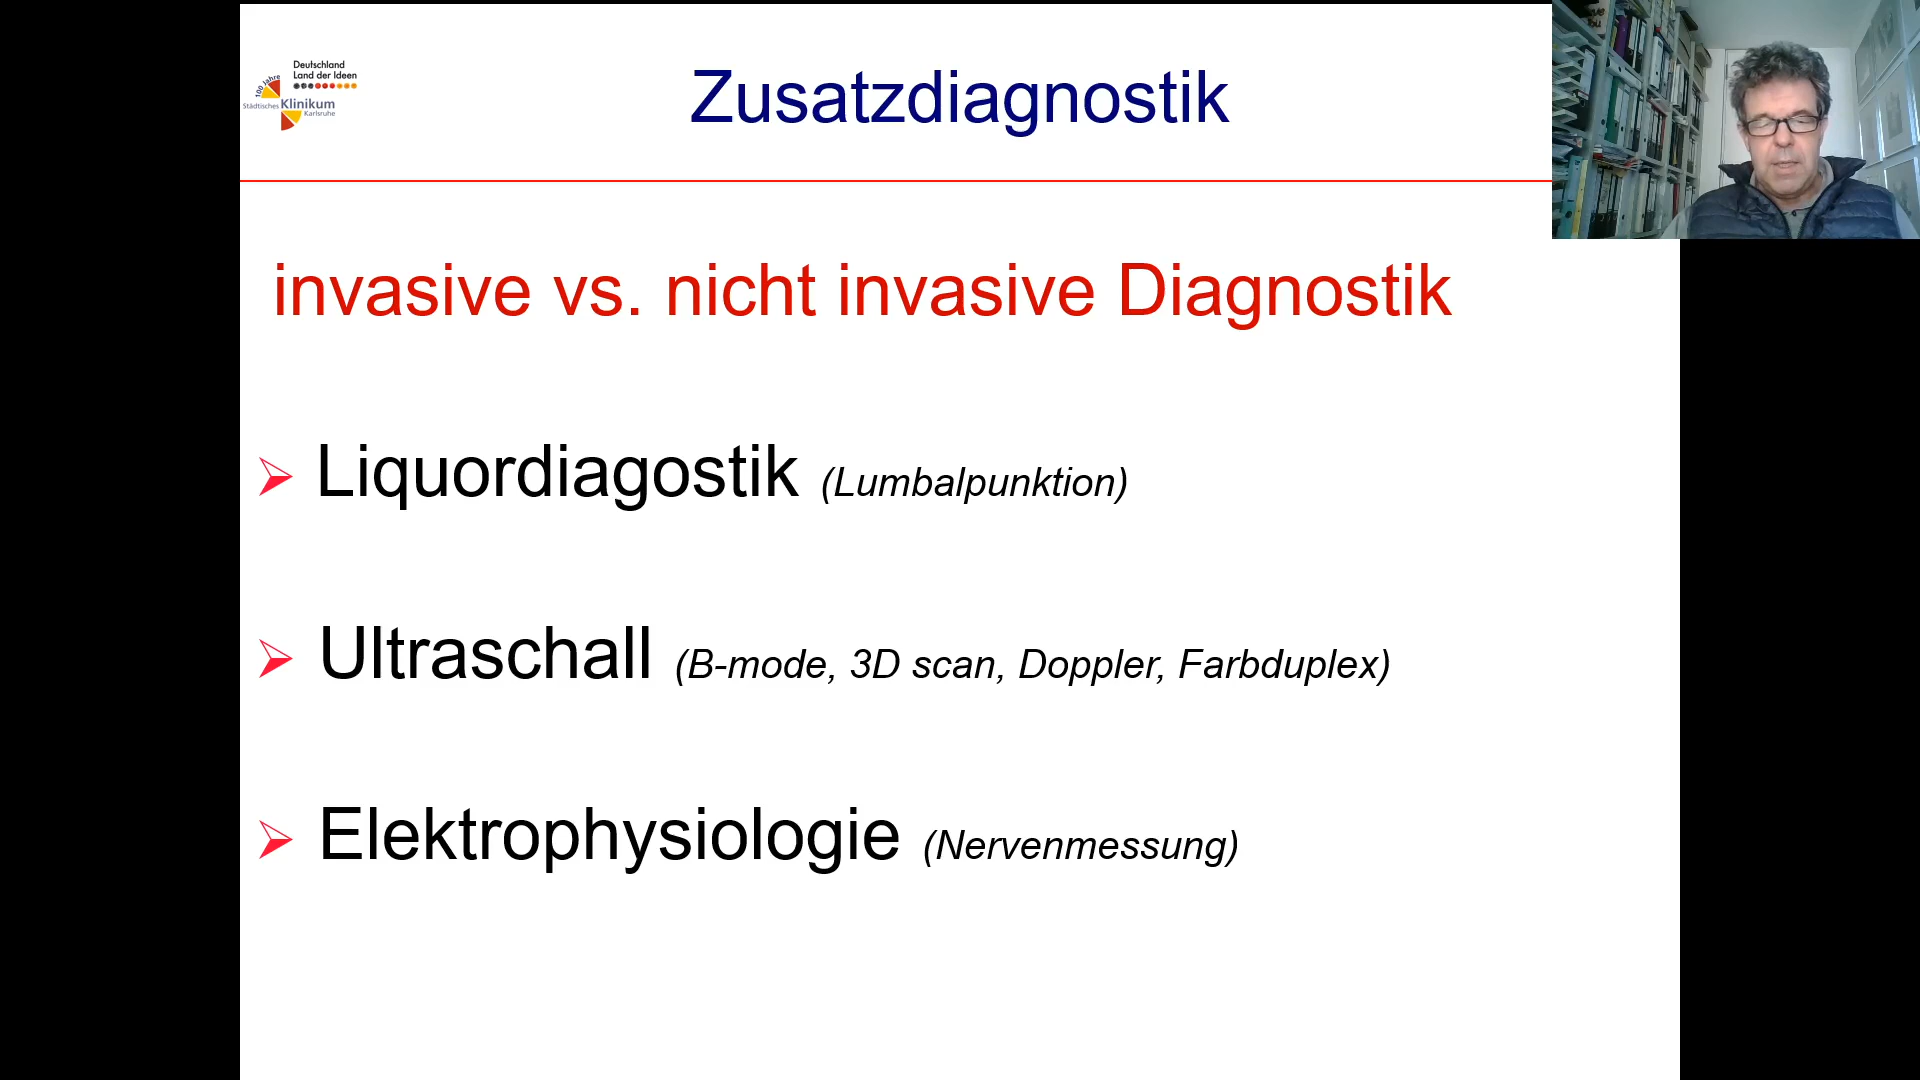 Deutschland
Land der Ideen
100 Jahre
Städtisches Klinikum
Karlsruhe
Zusatzdiagnostik
invasive vs. nicht invasive Diagnostik
Liquordiagostik (Lumbalpunktion)
Ultraschall (B-mode, 3D scan, Doppler, Farbduplex)
Elektrophysiologie (Nervenmessung)